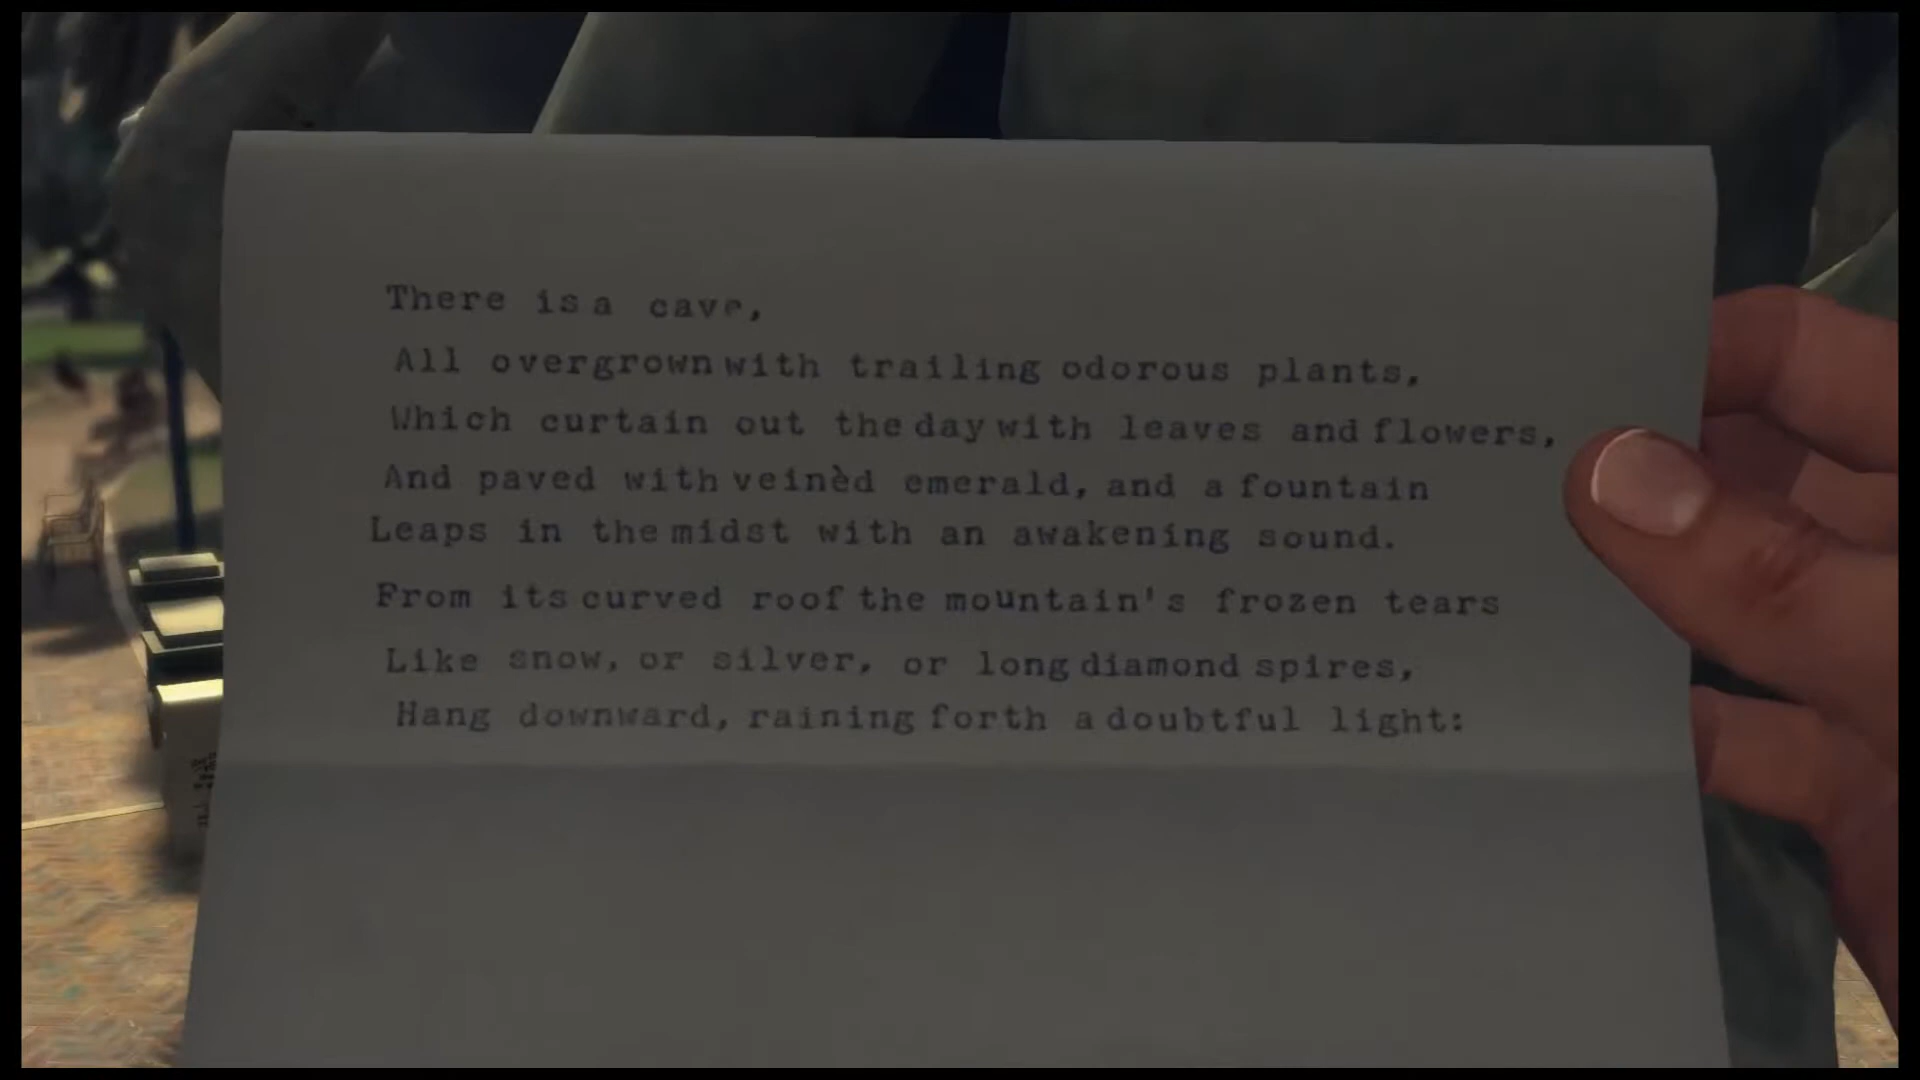 There is a cave,
All overgrown with trailing odorous plants,
Which curtain out the day with leaves and flowers,
And paved with veinèd emerald, and a fountain
Leaps in the midst with an awakening sound.
From its curved roof the mountain's frozen tears
Like snow, or silver, or long diamond spires,
Hang downward, raining forth a doubtful light: